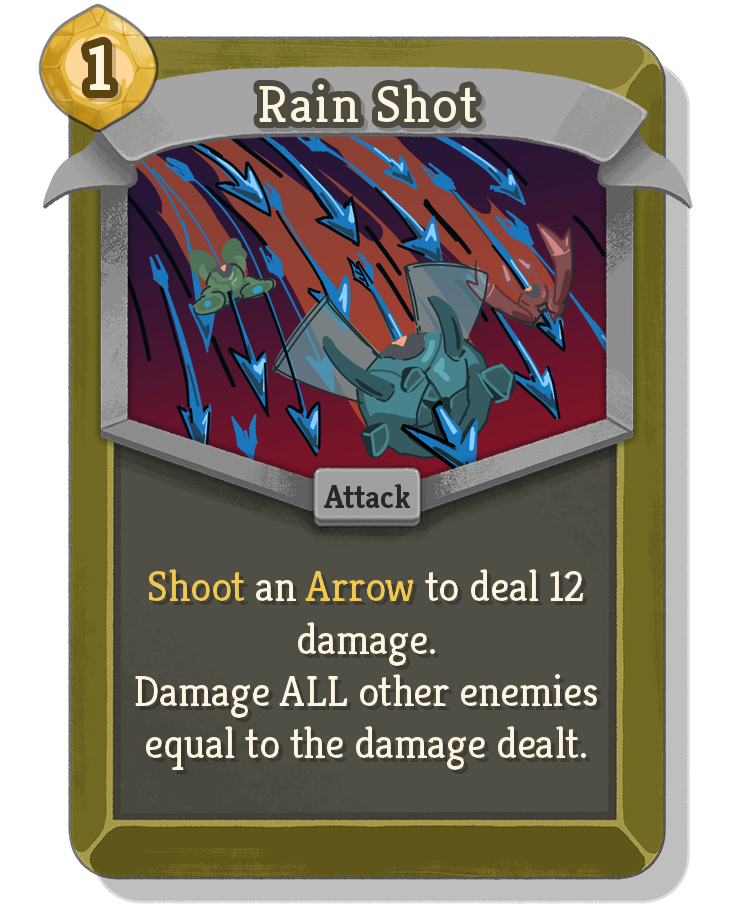 1
Rain Shot
Attack
Shoot an Arrow to deal 12
damage.
Damage ALL other enemies
equal to the damage dealt.